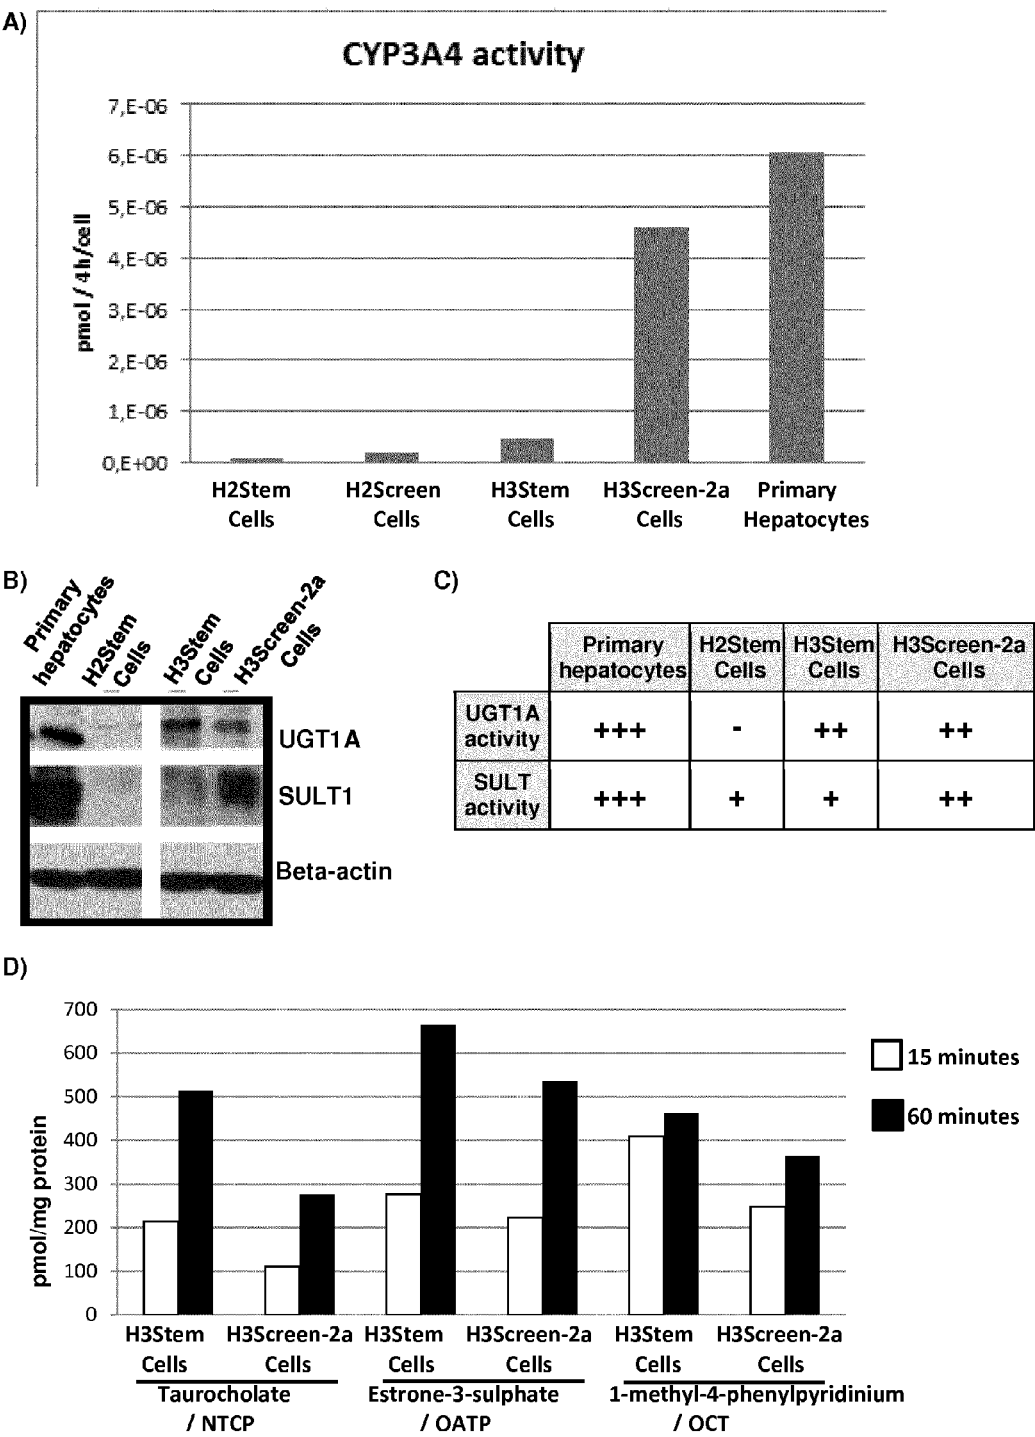 A)
CYP3A4 activity
7,E-06
6,E-06
5,E-06
4,E-06
3,E-06
2,E-06
1,E-06
0,E+00
pmol / 4h/cell
H2Stem Cells
H2Screen Cells
H3Stem Cells
H3Screen-2a Cells
Primary Hepatocytes
B)
Primary hepatocytes
H2Stem Cells
H3Stem Cells
H3Screen-2a Cells
UGT1A
SULT1
Beta-actin
C)
Primary hepatocytes
H2Stem Cells
H3Stem Cells
H3Screen-2a Cells
UGT1A activity
+++ - ++ ++
SULT activity
+++ + + ++
D)
700
600
500
400
300
200
100
0
pmol/mg protein
15 minutes
60 minutes
H3Stem Cells
H3Screen-2a Cells
H3Stem Cells
H3Screen-2a Cells
H3Stem Cells
H3Screen-2a Cells
Taurocholate
/ NTCP
Estrone-3-sulphate
/ OATP
1-methyl-4-phenylpyridinium
/ OCT